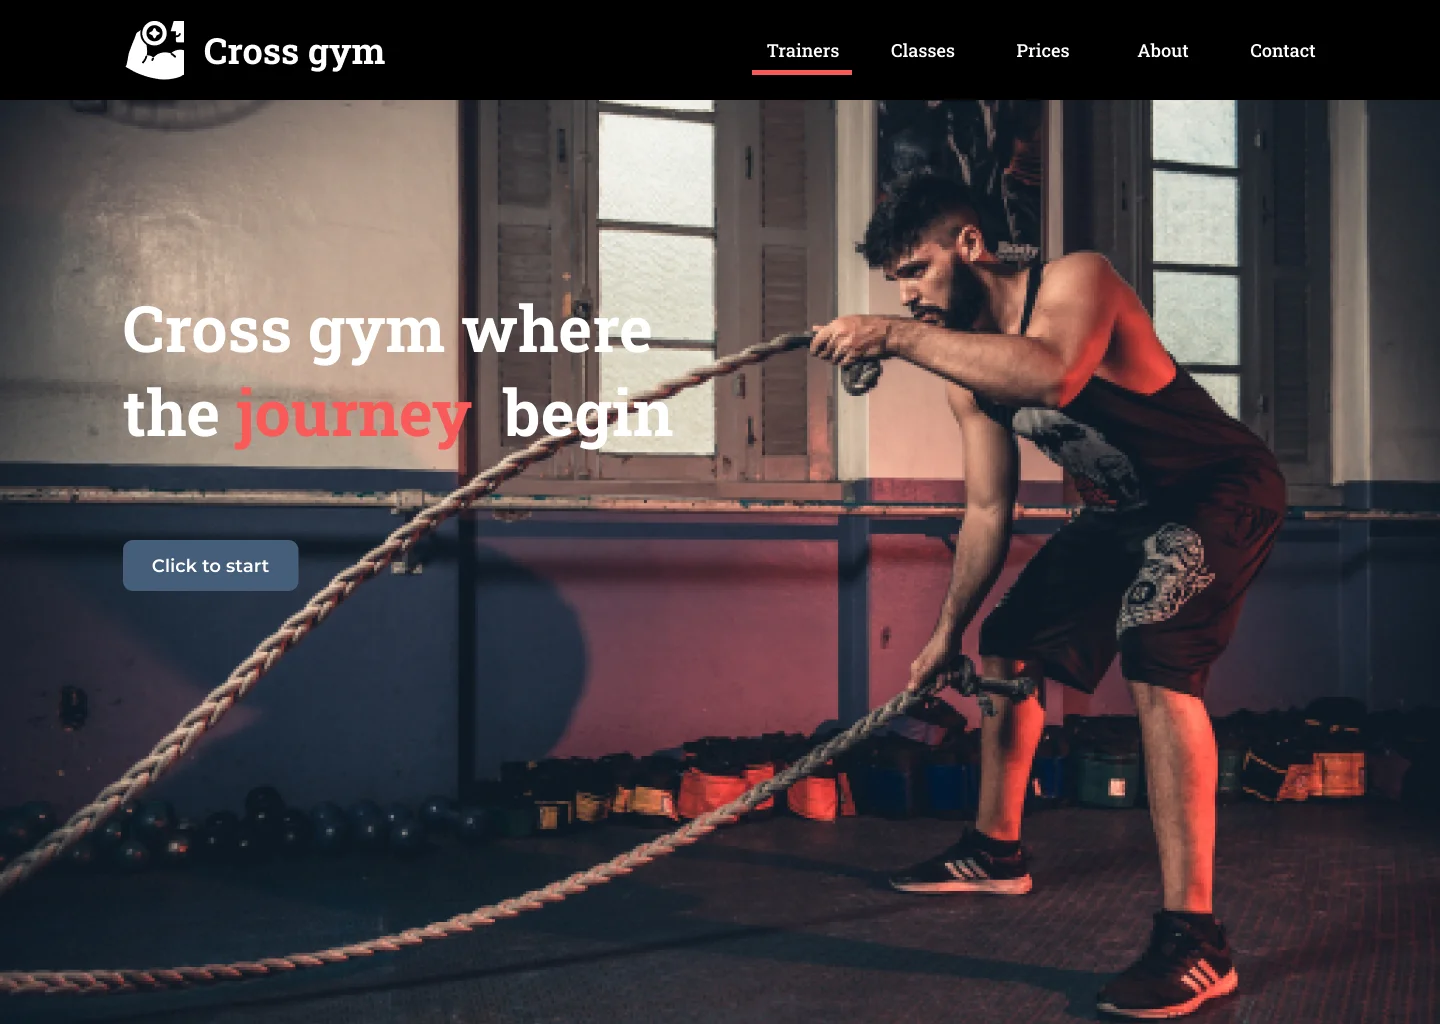 Cross gym
Trainers
Classes
Prices
About
Contact
Cross gym where
the journey begin
Click to start